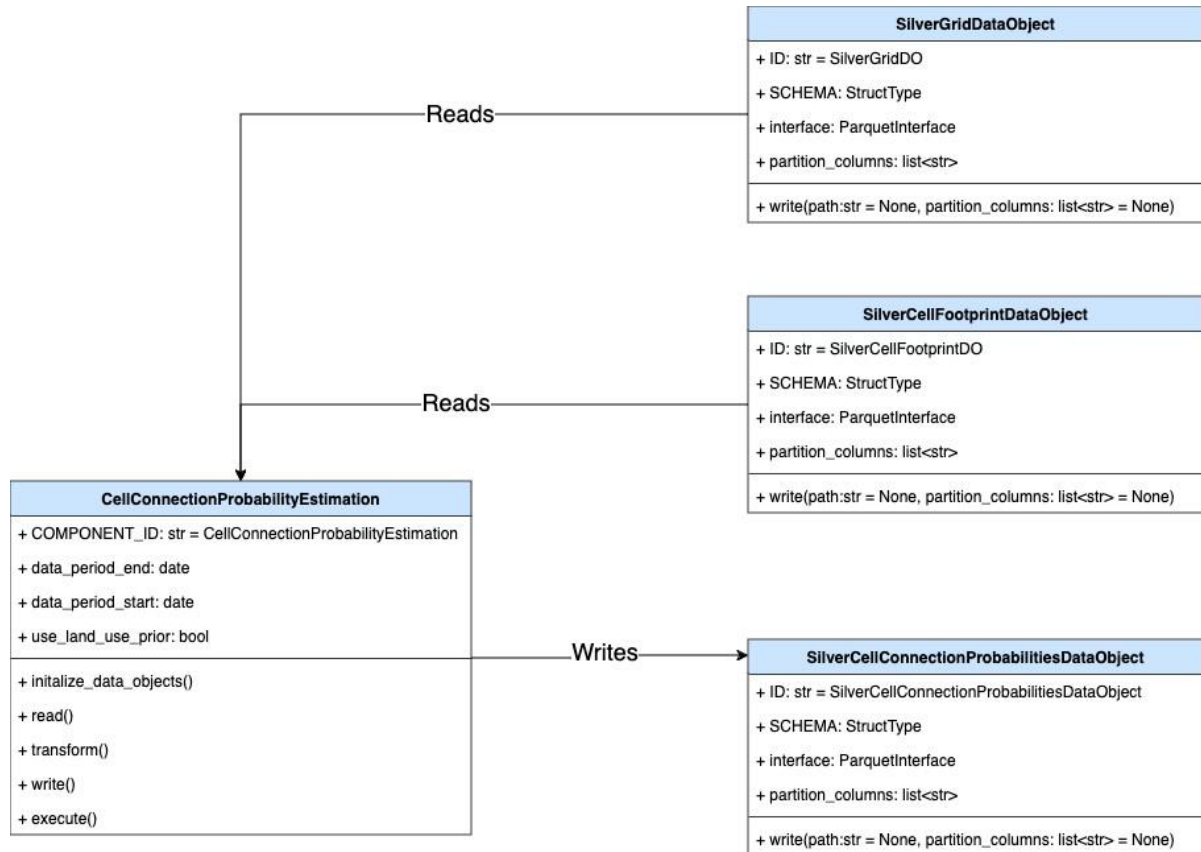 SilverGridDataObject
+ ID: str = SilverGridDO
+ SCHEMA: StructType
+ interface: ParquetInterface
+ partition_columns: list<str>
+ write(path:str = None, partition_columns: list<str> = None)
Reads
SilverCellFootprintDataObject
+ ID: str = SilverCellFootprintDO
+ SCHEMA: StructType
+ interface: ParquetInterface
+ partition_columns: list<str>
+ write(path:str = None, partition_columns: list<str> = None)
Reads
CellConnectionProbabilityEstimation
+ COMPONENT_ID: str = CellConnectionProbabilityEstimation
+ data_period_end: date
+ data_period_start: date
+ use_land_use_prior: bool
+ initalize_data_objects()
+ read()
+ transform()
+ write()
+ execute()
Writes
SilverCellConnectionProbabilitiesDataObject
+ ID: str = SilverCellConnectionProbabilitiesDataObject
+ SCHEMA: StructType
+ interface: ParquetInterface
+ partition_columns: list<str>
+ write(path:str = None, partition_columns: list<str> = None)